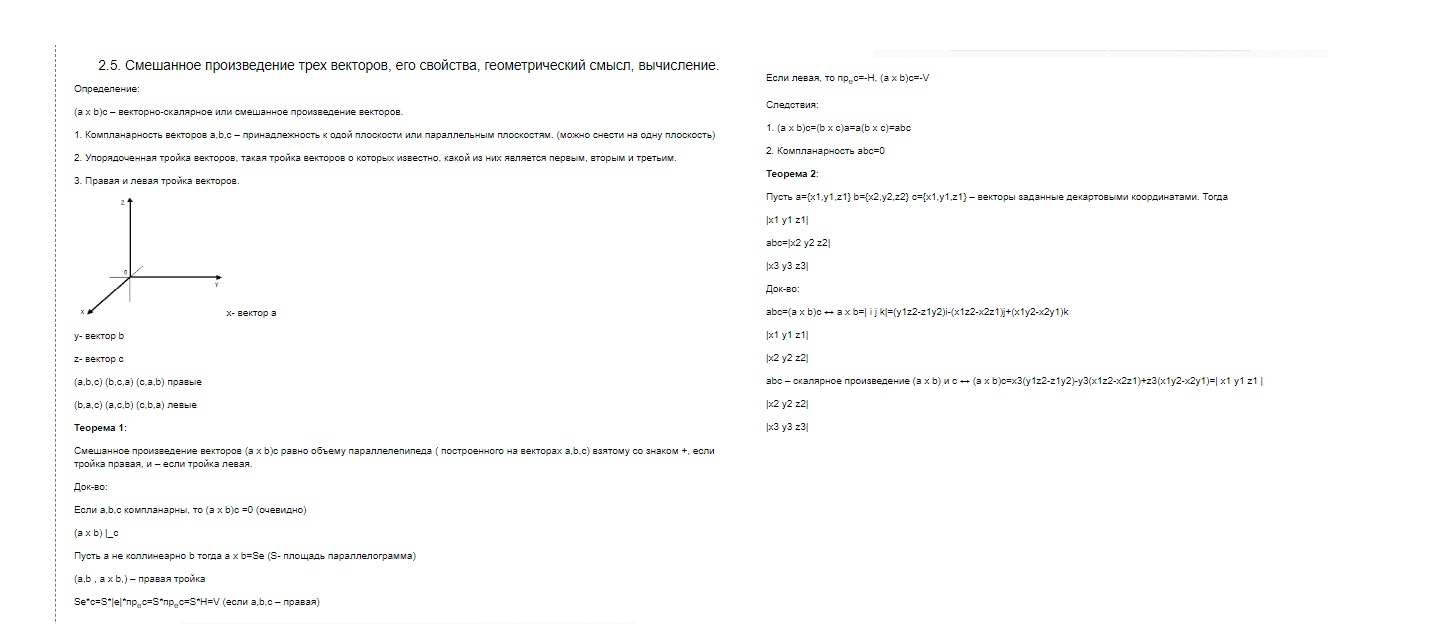 2.5. Смешанное произведение трех векторов, его свойства, геометрический смысл, вычисление.
Определение:
(a x b)c – векторно-скалярное или смешанное произведение векторов.
1. Компланарность векторов a,b,c – принадлежность к одой плоскости или параллельным плоскостям. (можно снести на одну плоскость)
2. Упорядоченная тройка векторов, такая тройка векторов о которых известно, какой из них является первым, вторым и третьим.
3. Правая и левая тройка векторов.
Z
0
Y
X
x- вектор a
y- вектор b
z- вектор c
(a,b,c) (b,c,a) (c,a,b) правые
(b,a,c) (a,c,b) (c,b,a) левые
Теорема 1:
Смешанное произведение векторов (a x b)c равно объему параллелепипеда ( построенного на векторах a,b,c) взятому со знаком +, если
тройка правая, и – если тройка левая.
Док-во:
Если a,b,c компланарны, то (a x b)c =0 (очевидно)
(a x b) |_c
Пусть a не коллинеарно b тогда a x b=Se (S- площадь параллелограмма)
(a,b , a x b,) – правая тройка
Se*c=S*|e|*прec=S*прec=S*H=V (если a,b,c – правая)
Если левая, то прec=-H, (a x b)c=-V
Следствия:
1. (a x b)c=(b x c)a=a(b x c)=abc
2. Компланарность abc=0
Теорема 2:
Пусть a={x1,y1,z1} b={x2,y2,z2} c={x1,y1,z1} – векторы заданные декартовыми координатами. Тогда
|x1 y1 z1|
abc=|x2 y2 z2|
|x3 y3 z3|
Док-во:
abc=(a x b)c ↔ a x b=| i j k|=(y1z2-z1y2)i-(x1z2-x2z1)j+(x1y2-x2y1)k
|x1 y1 z1|
|x2 y2 z2|
abc – скалярное произведение (a x b) и c ↔ (a x b)c=x3(y1z2-z1y2)-y3(x1z2-x2z1)+z3(x1y2-x2y1)=| x1 y1 z1 |
|x2 y2 z2|
|x3 y3 z3|